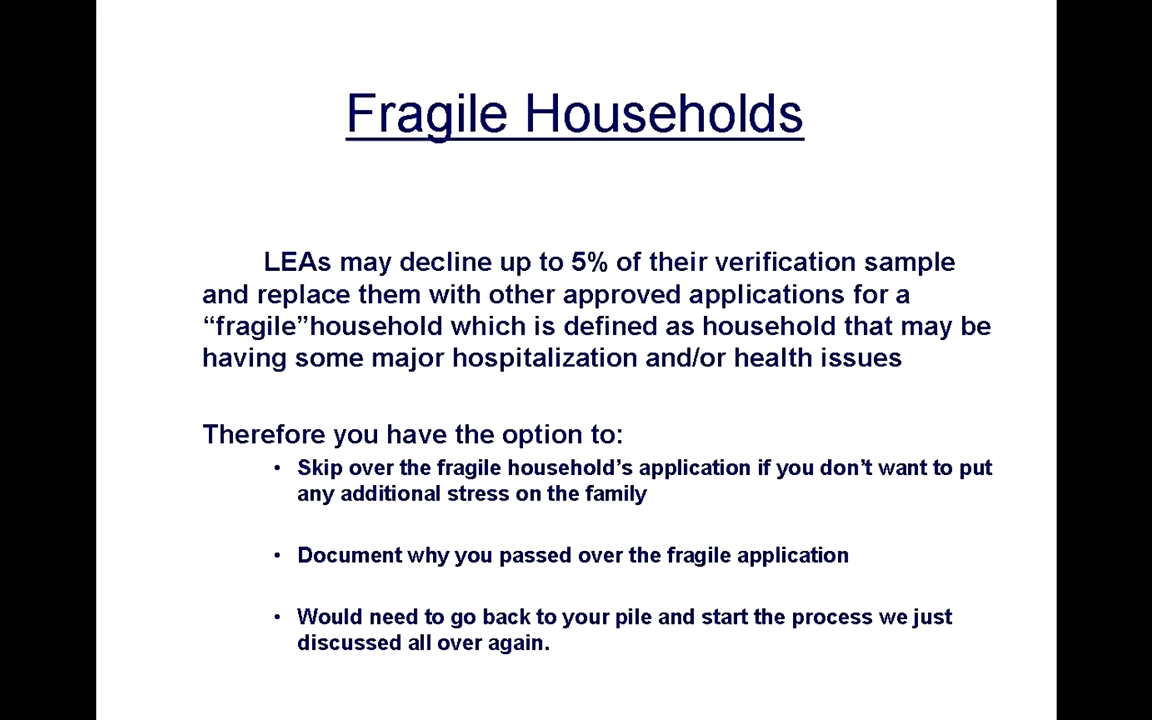 Fragile Households
LEAs may decline up to 5% of their verification sample
and replace them with other approved applications for a
“fragile”household which is defined as household that may be
having some major hospitalization and/or health issues
Therefore you have the option to:
• Skip over the fragile household’s application if you don’t want to put
any additional stress on the family
• Document why you passed over the fragile application
• Would need to go back to your pile and start the process we just
discussed all over again.